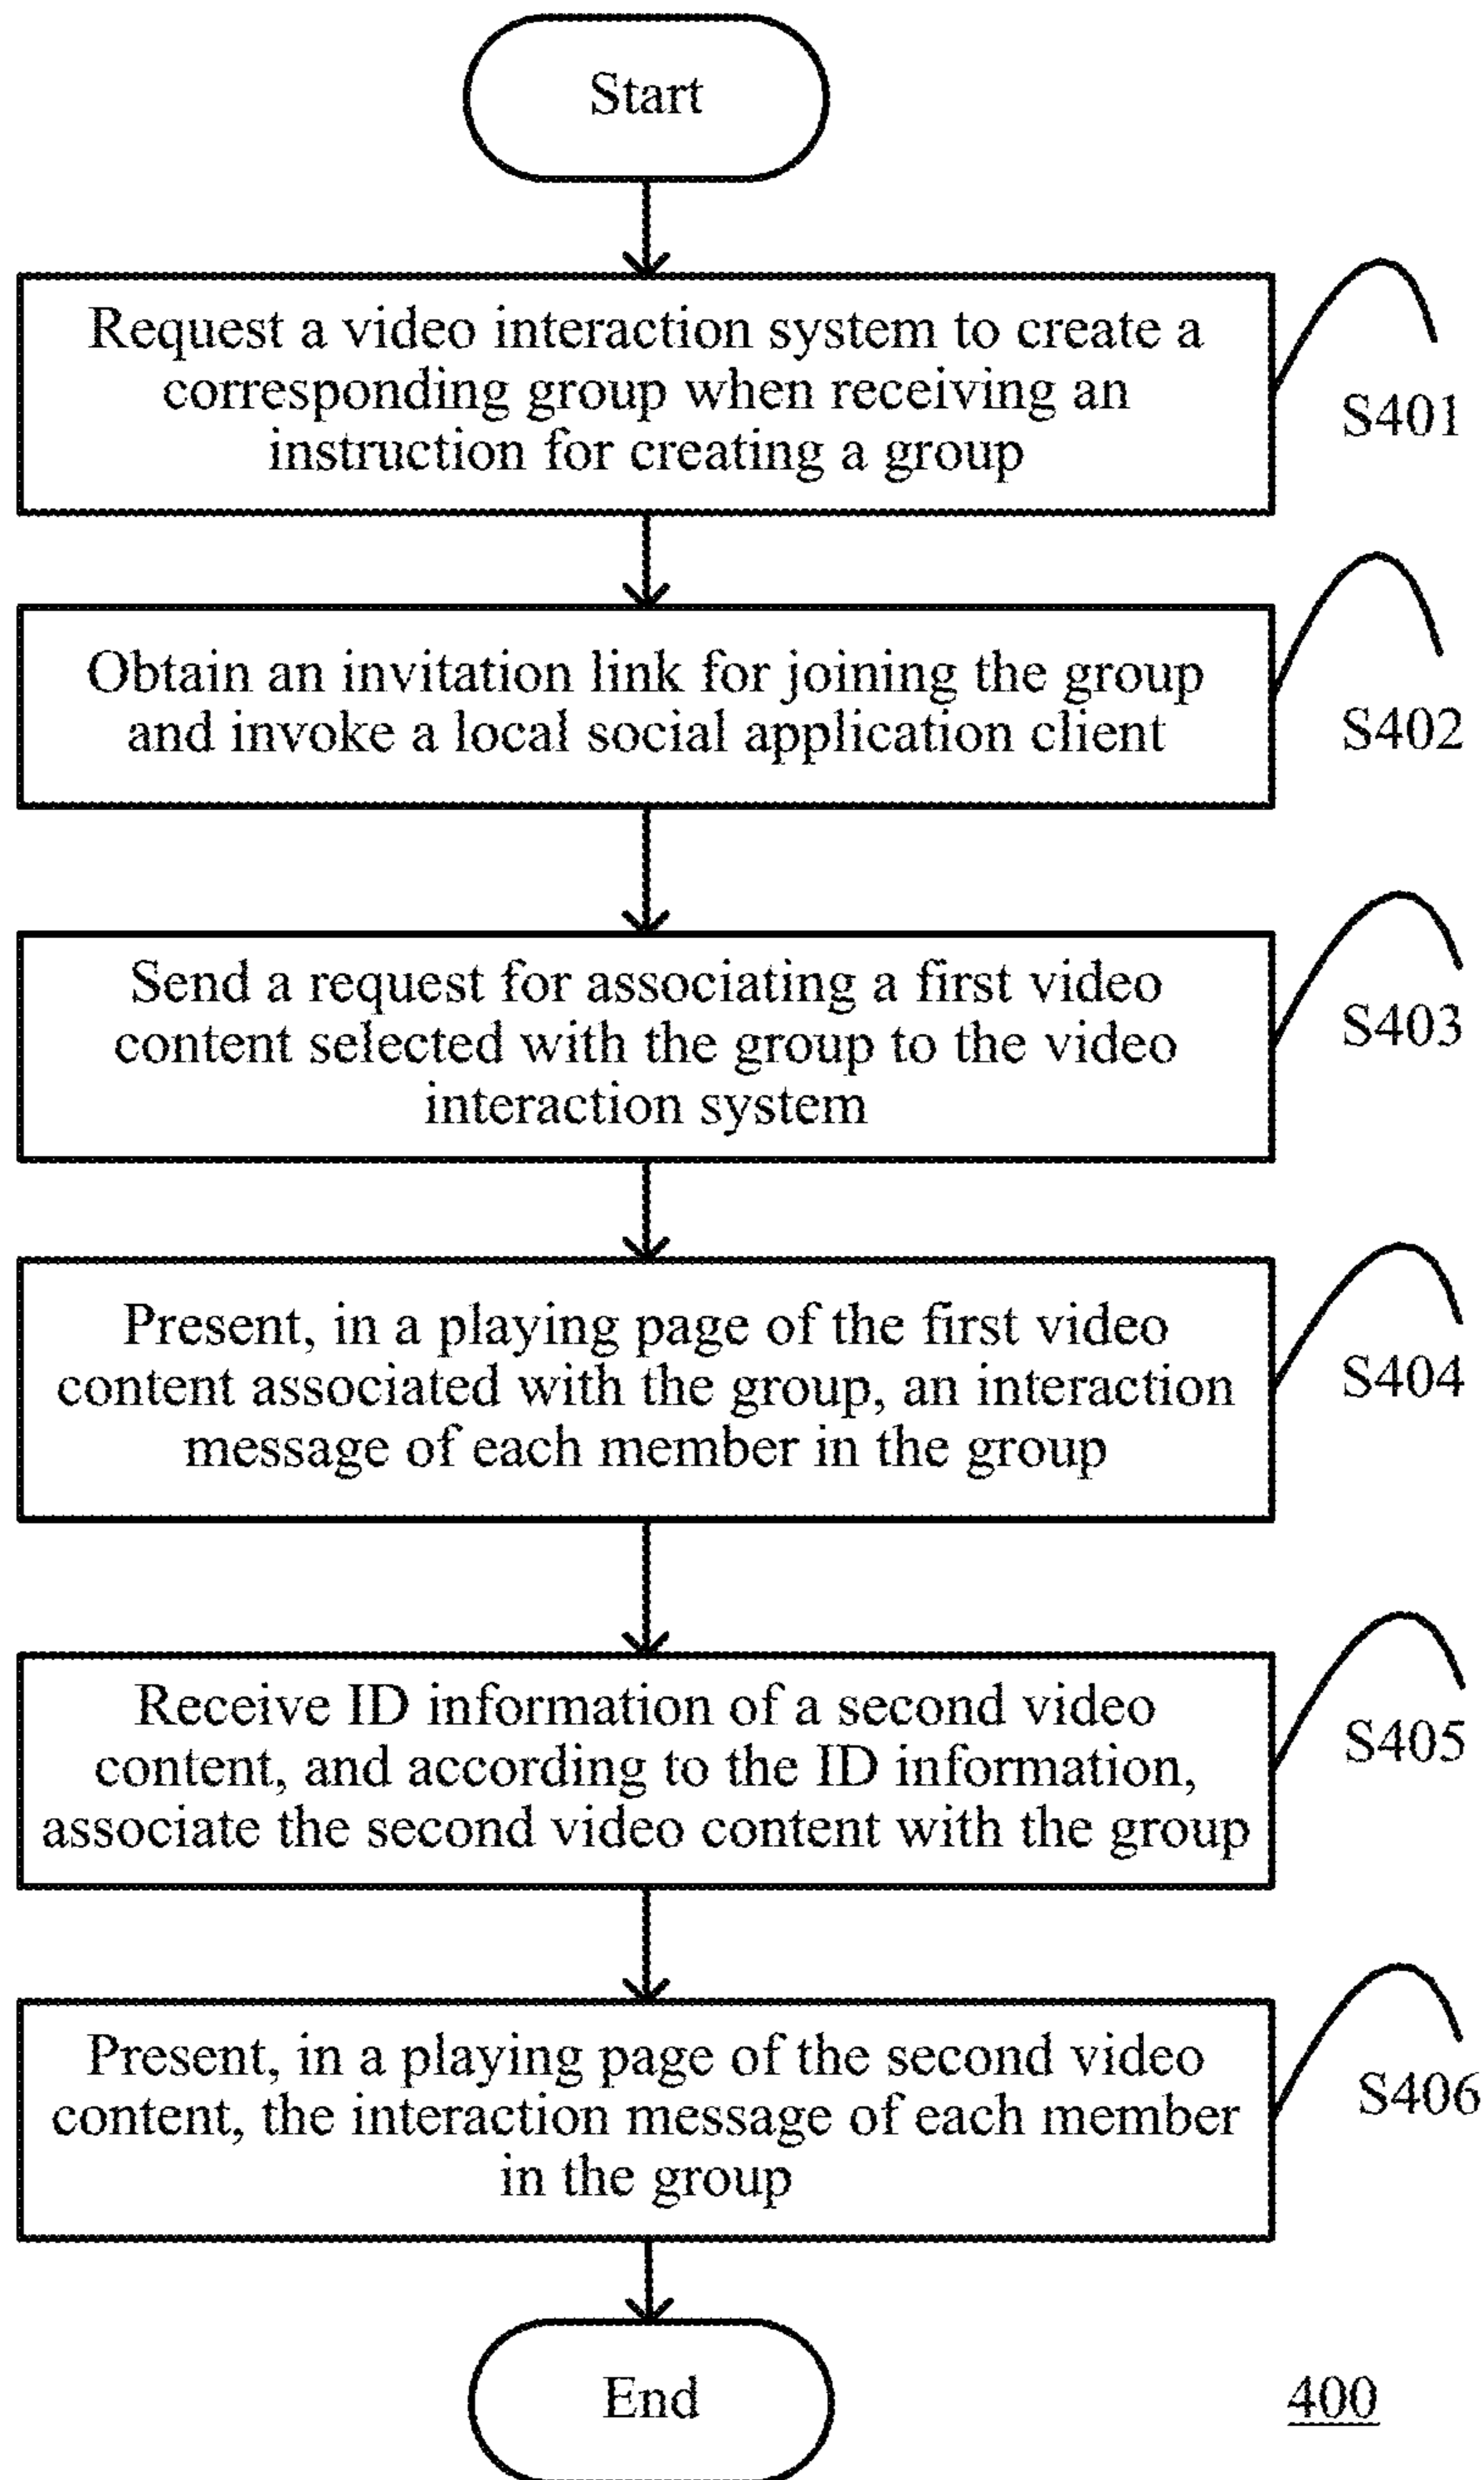 Start
Request a video interaction system to create a
corresponding group when receiving an
instruction for creating a group
S401
Obtain an invitation link for joining the group
and invoke a local social application client
S402
Send a request for associating a first video
content selected with the group to the video
interaction system
S403
Present, in a playing page of the first video
content associated with the group, an interaction
message of each member in the group
S404
Receive ID information of a second video
content, and according to the ID information,
associate the second video content with the group
S405
Present, in a playing page of the second video
content, the interaction message of each member
in the group
S406
End
400